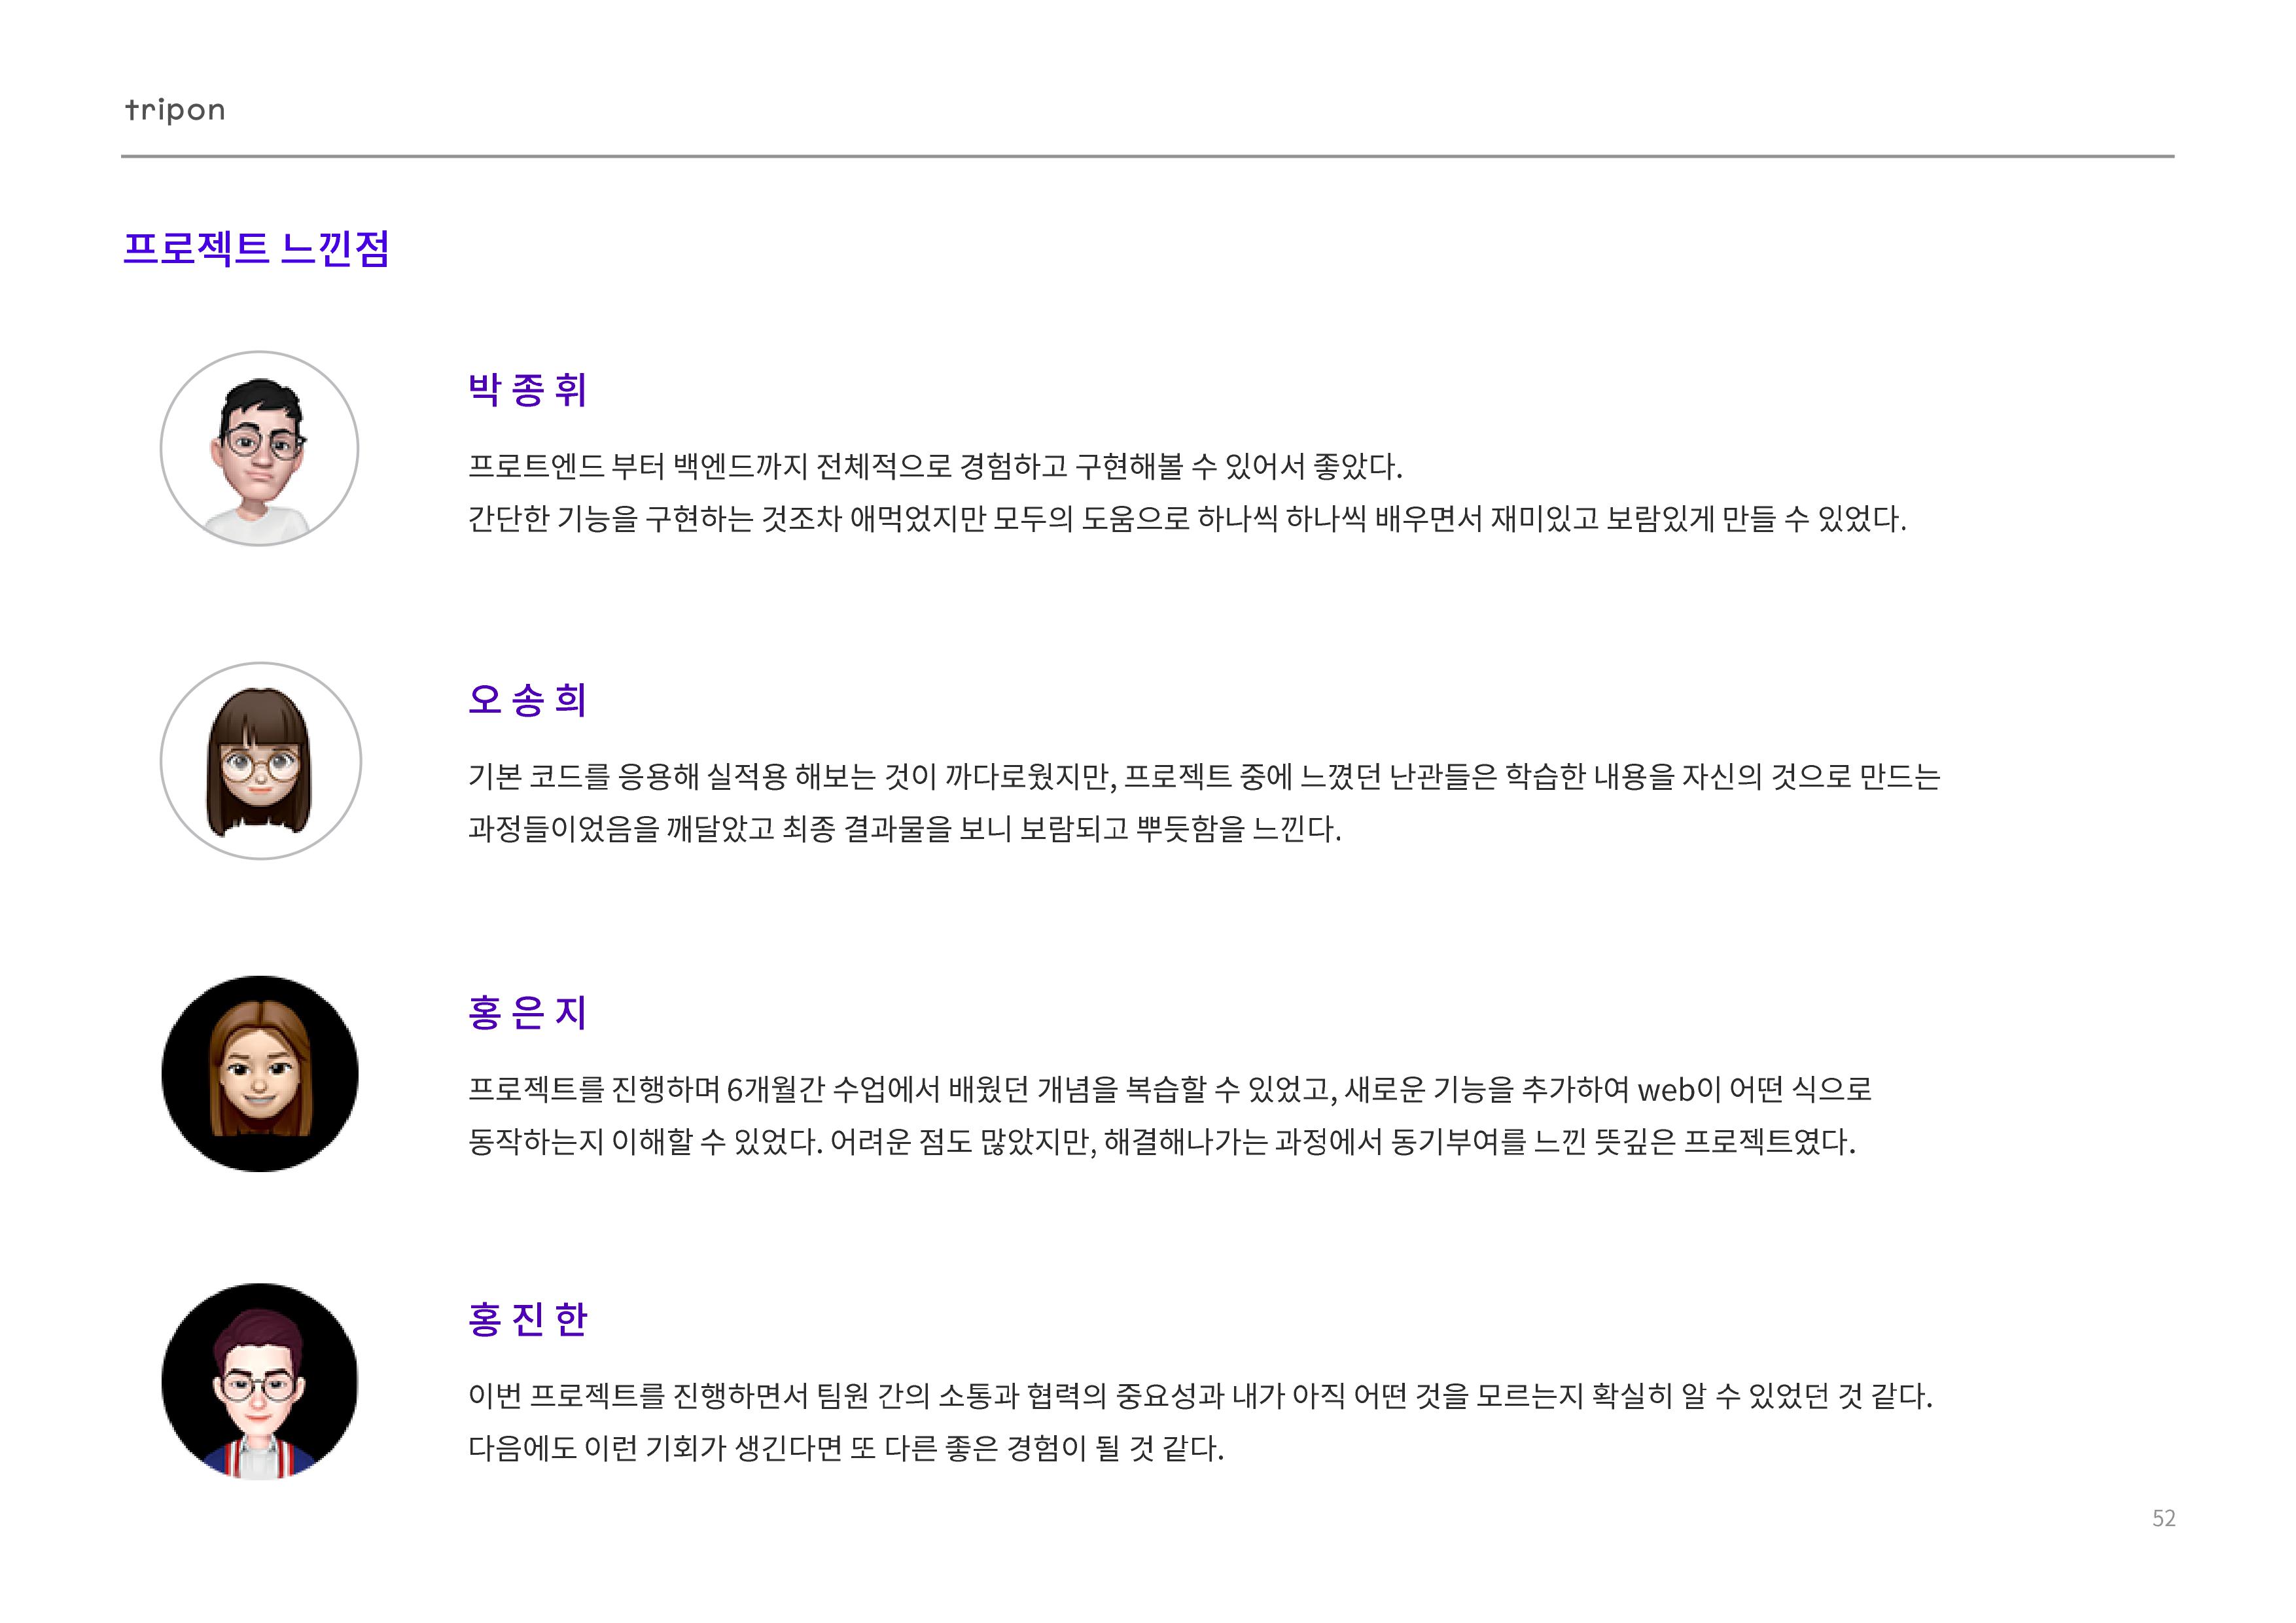 tripon
프로젝트 느낀점
박 종 휘
프로트엔드 부터 백엔드까지 전체적으로 경험하고 구현해볼 수 있어서 좋았다.
간단한 기능을 구현하는 것조차 애먹었지만 모두의 도움으로 하나씩 하나씩 배우면서 재미있고 보람있게 만들 수 있었다.
오 송 희
기본 코드를 응용해 실적용 해보는 것이 까다로웠지만, 프로젝트 중에 느꼈던 난관들은 학습한 내용을 자신의 것으로 만드는
과정들이었음을 깨달았고 최종 결과물을 보니 보람되고 뿌듯함을 느낀다.
홍 은 지
프로젝트를 진행하며 6개월간 수업에서 배웠던 개념을 복습할 수 있었고, 새로운 기능을 추가하여 web이 어떤 식으로
동작하는지 이해할 수 있었다. 어려운 점도 많았지만, 해결해나가는 과정에서 동기부여를 느낀 뜻깊은 프로젝트였다.
홍 진 한
이번 프로젝트를 진행하면서 팀원 간의 소통과 협력의 중요성과 내가 아직 어떤 것을 모르는지 확실히 알 수 있었던 것 같다.
다음에도 이런 기회가 생긴다면 또 다른 좋은 경험이 될 것 같다.
52